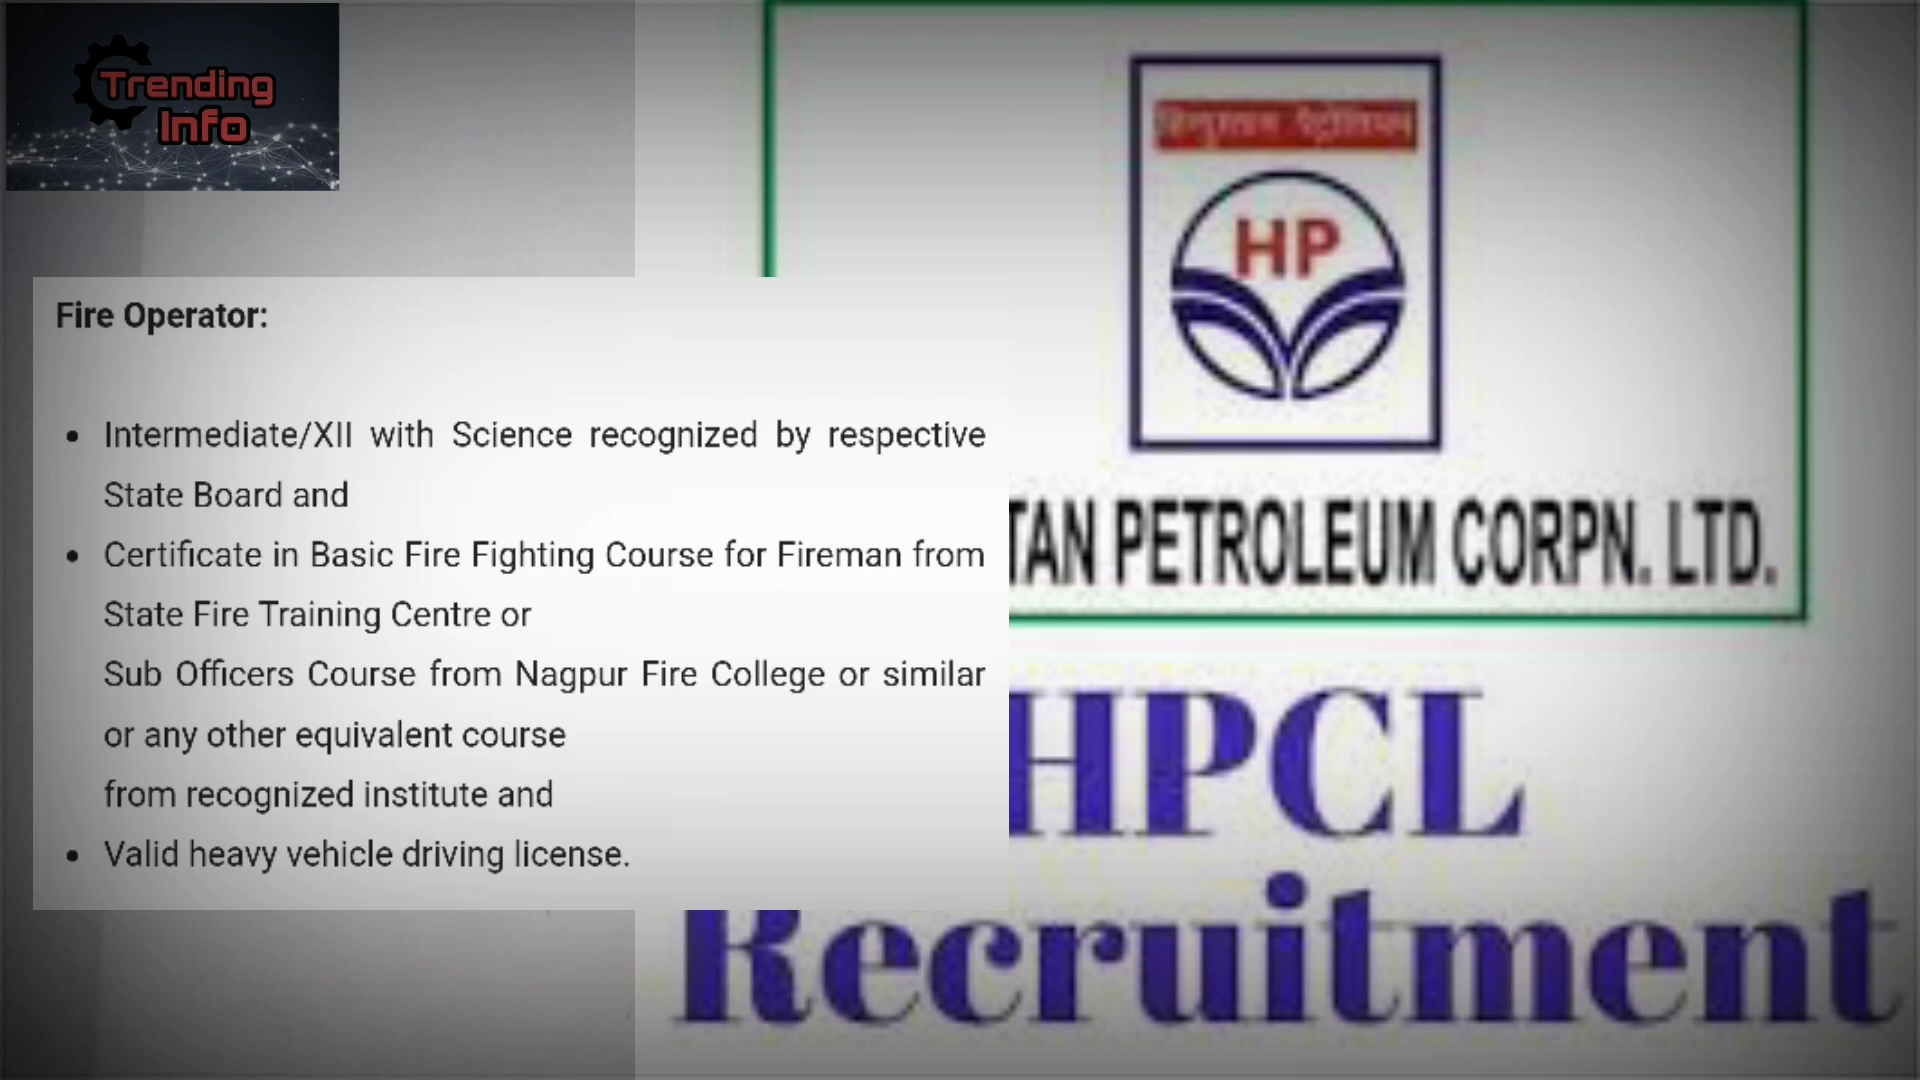 Trending
Info
हिन्दुस्तान पेट्रोलियम
HP
Fire Operator:
• Intermediate/XII with Science recognized by respective
State Board and
• Certificate in Basic Fire Fighting Course for Fireman from
State Fire Training Centre or
Sub Officers Course from Nagpur Fire College or similar
or any other equivalent course
from recognized institute and
• Valid heavy vehicle driving license.
TAN PETROLEUM CORPN. LTD.
HPCL
Recruitment